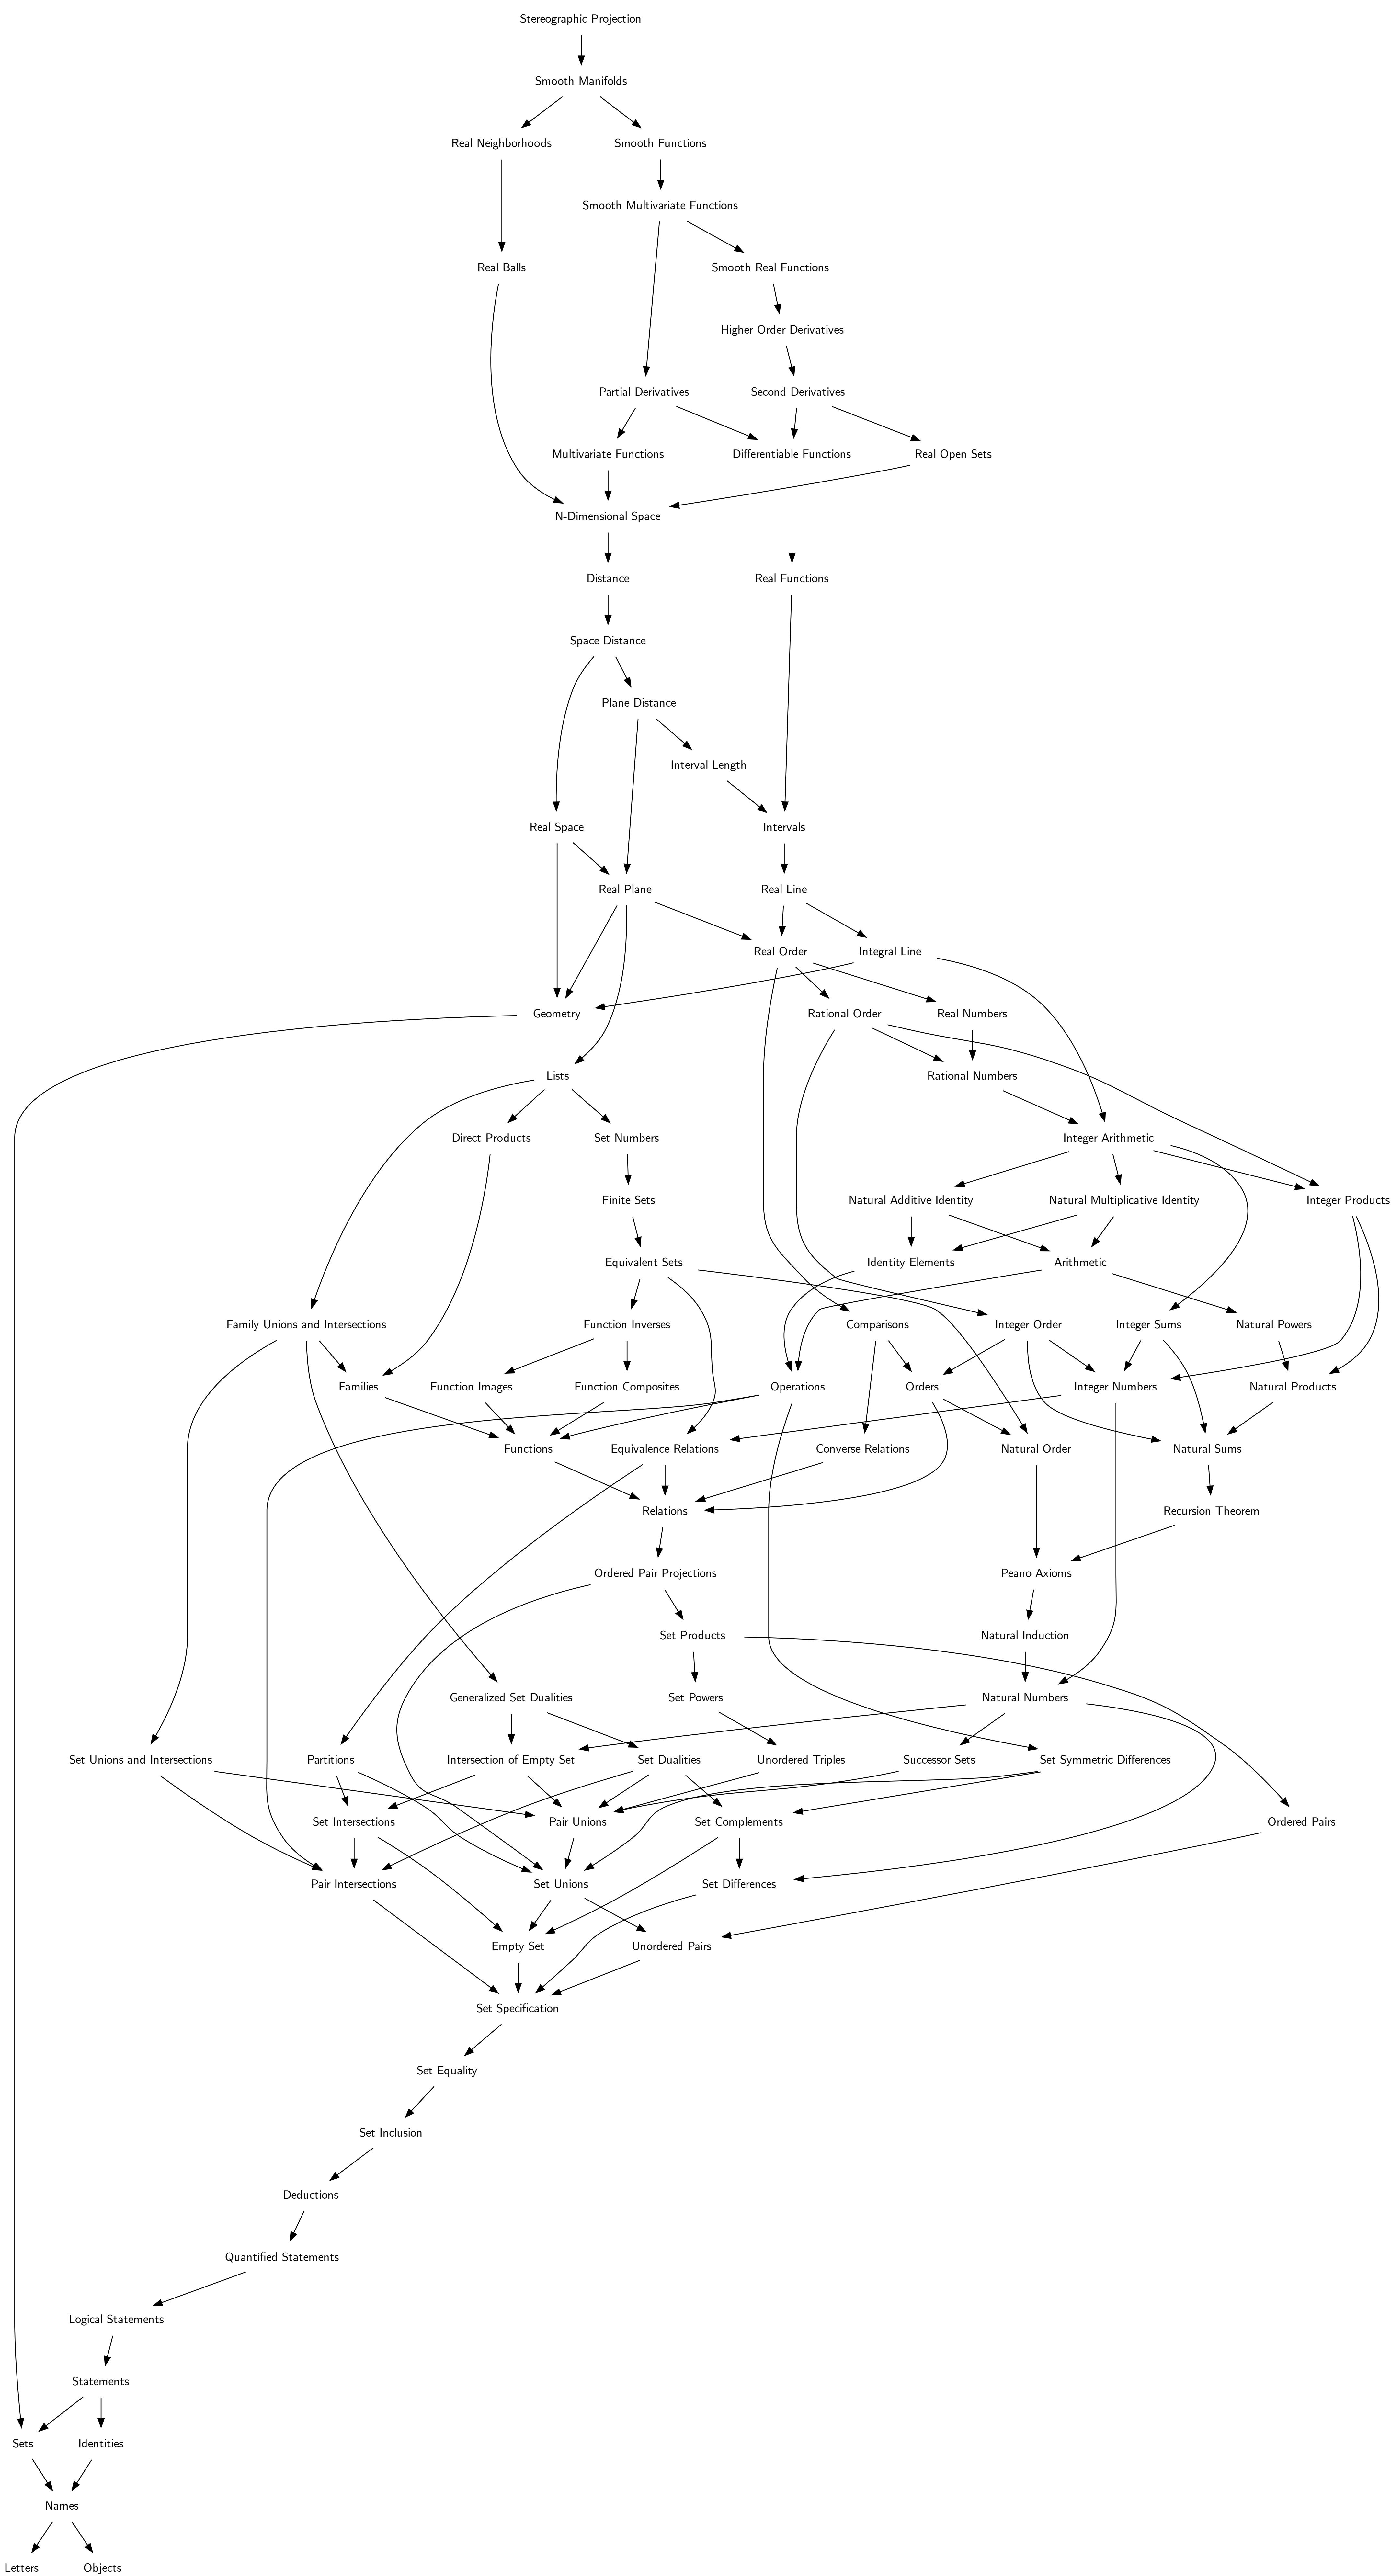 Stereographic Projection
Smooth Manifolds
Real Neighborhoods
Smooth Functions
Smooth Multivariate Functions
Real Balls
Smooth Real Functions
Higher Order Derivatives
Partial Derivatives
Second Derivatives
Multivariate Functions
Differentiable Functions
Real Open Sets
N-Dimensional Space
Distance
Real Functions
Space Distance
Plane Distance
Interval Length
Real Space
Intervals
Real Plane
Real Line
Real Order
Integral Line
Geometry
Rational Order
Real Numbers
Lists
Rational Numbers
Direct Products
Set Numbers
Integer Arithmetic
Finite Sets
Natural Additive Identity
Natural Multiplicative Identity
Integer Products
Equivalent Sets
Identity Elements
Arithmetic
Family Unions and Intersections
Function Inverses
Comparisons
Integer Order
Integer Sums
Natural Powers
Families
Function Images
Function Composites
Operations
Orders
Integer Numbers
Natural Products
Functions
Equivalence Relations
Converse Relations
Natural Order
Natural Sums
Relations
Recursion Theorem
Ordered Pair Projections
Peano Axioms
Set Products
Natural Induction
Generalized Set Dualities
Set Powers
Natural Numbers
Set Unions and Intersections
Partitions
Intersection of Empty Set
Set Dualities
Unordered Triples
Successor Sets
Set Symmetric Differences
Set Intersections
Pair Unions
Set Complements
Ordered Pairs
Pair Intersections
Set Unions
Set Differences
Empty Set
Unordered Pairs
Set Specification
Set Equality
Set Inclusion
Deductions
Quantified Statements
Logical Statements
Statements
Sets
Identities
Names
Letters
Objects